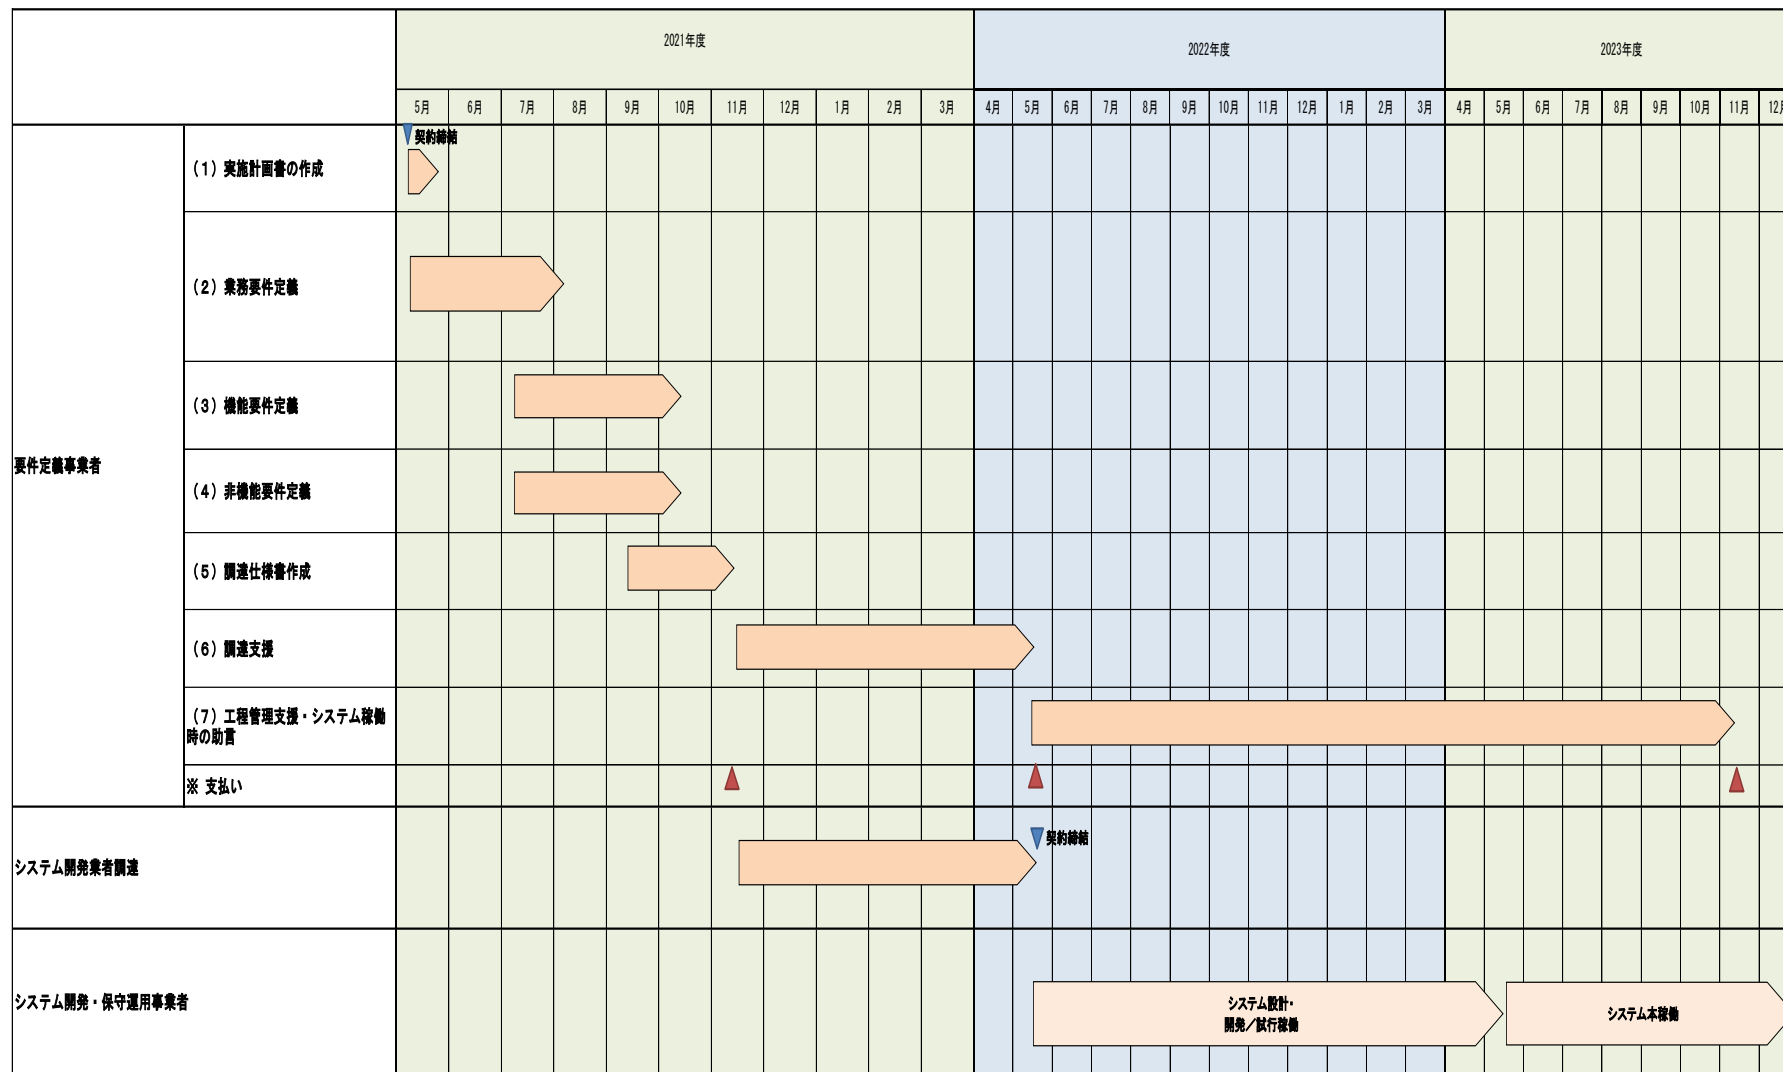 2021年度
2022年度
2023年度
5月 6月 7月 8月 9月 10月 11月 12月 1月 2月 3月 4月 5月 6月 7月 8月 9月 10月 11月 12月 1月 2月 3月 4月 5月 6月 7月 8月 9月 10月 11月 12月
契約締結
(1)実施計画書の作成
(2)業務要件定義
(3)機能要件定義
要件定義事業者
(4)非機能要件定義
(5)調達仕様書作成
(6)調達支援
(7)工程管理支援・システム稼働
時の助言
※ 支払い
契約締結
システム開発業者調達
システム開発・保守運用事業者
システム設計・
開発/試行稼働
システム本稼働